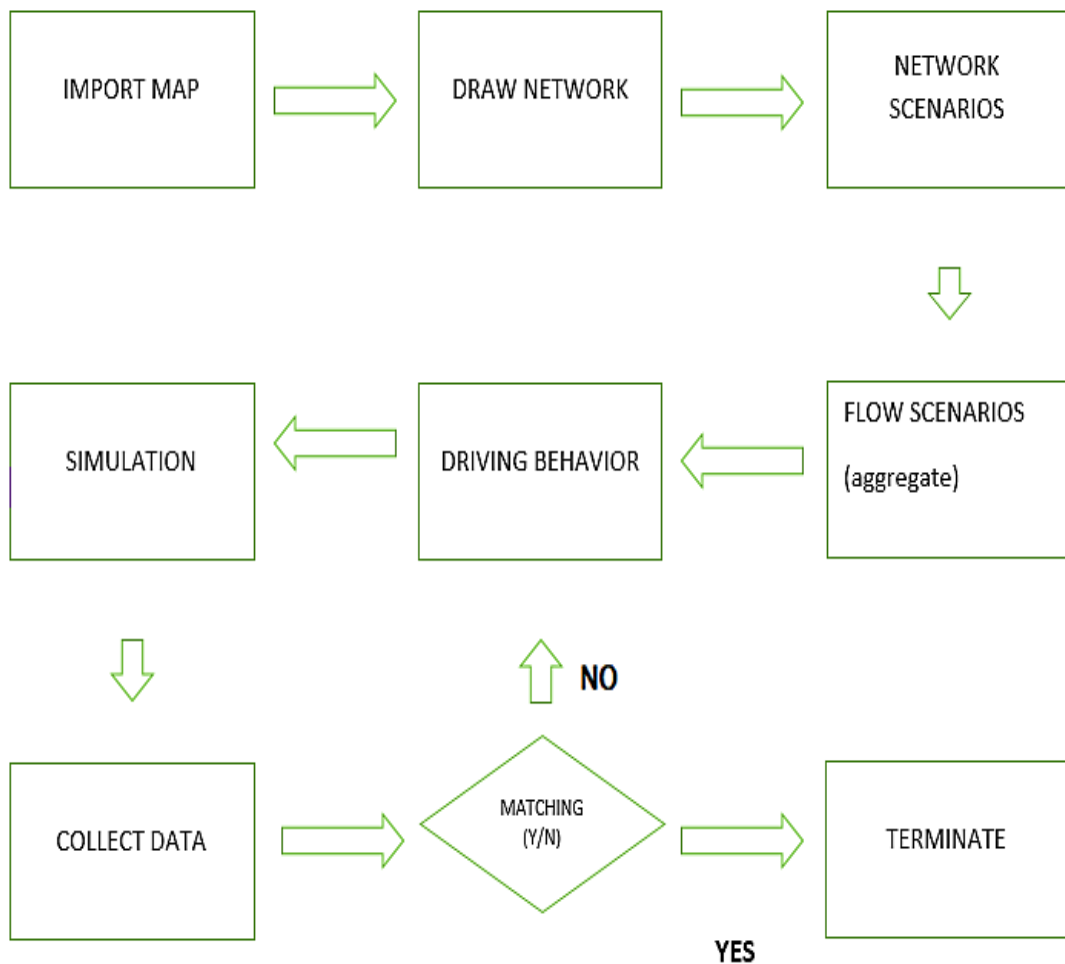 IMPORT MAP
DRAW NETWORK
NETWORK
SCENARIOS
FLOW SCENARIOS
(aggregate)
DRIVING BEHAVIOR
SIMULATION
COLLECT DATA
MATCHING
(Y/N)
NO
YES
TERMINATE